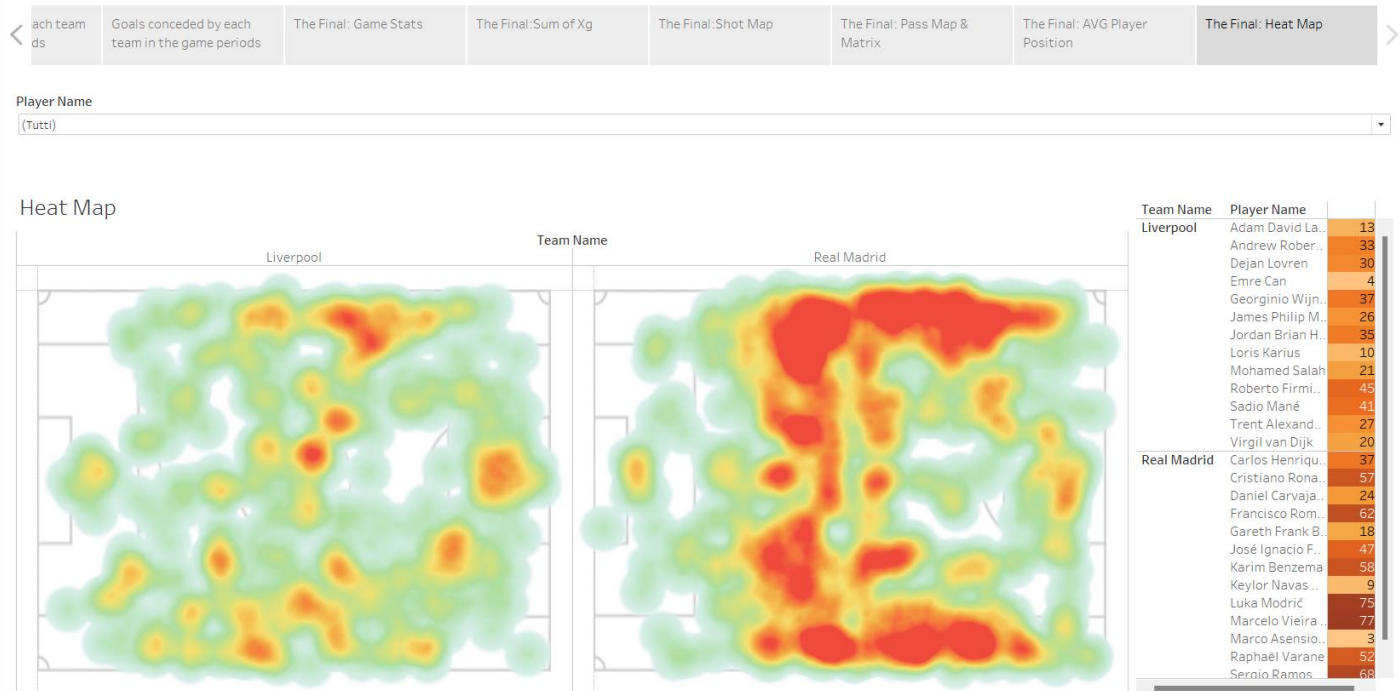 ach team
ds
Goals conceded by each
team in the game periods
The Final: Game Stats
The Final:Sum of Xg
The Final:Shot Map
The Final: Pass Map &
Matrix
The Final: AVG Player
Position
The Final: Heat Map
Player Name
(Tutti)
Heat Map
Team Name
Liverpool
Real Madrid
Team Name Player Name
Liverpool Adam David La.. 13
Andrew Rober.. 33
Dejan Lovren 30
Emre Can 4
Georginio Wijn.. 37
James Philip M.. 26
Jordan Brian H.. 35
Loris Karius 10
Mohamed Salah 21
Roberto Firmi.. 45
Sadio Mané 41
Trent Alexand.. 27
Virgil van Dijk 20
Real Madrid Carlos Henriqu.. 37
Cristiano Rona.. 57
Daniel Carvaja.. 24
Francisco Rom.. 62
Gareth Frank B.. 18
José Ignacio F.. 47
Karim Benzema 58
Keylor Navas .. 9
Luka Modrić 75
Marcelo Vieira .. 77
Marco Asensio.. 3
Raphaël Varane 52
Sergio Ramos 68